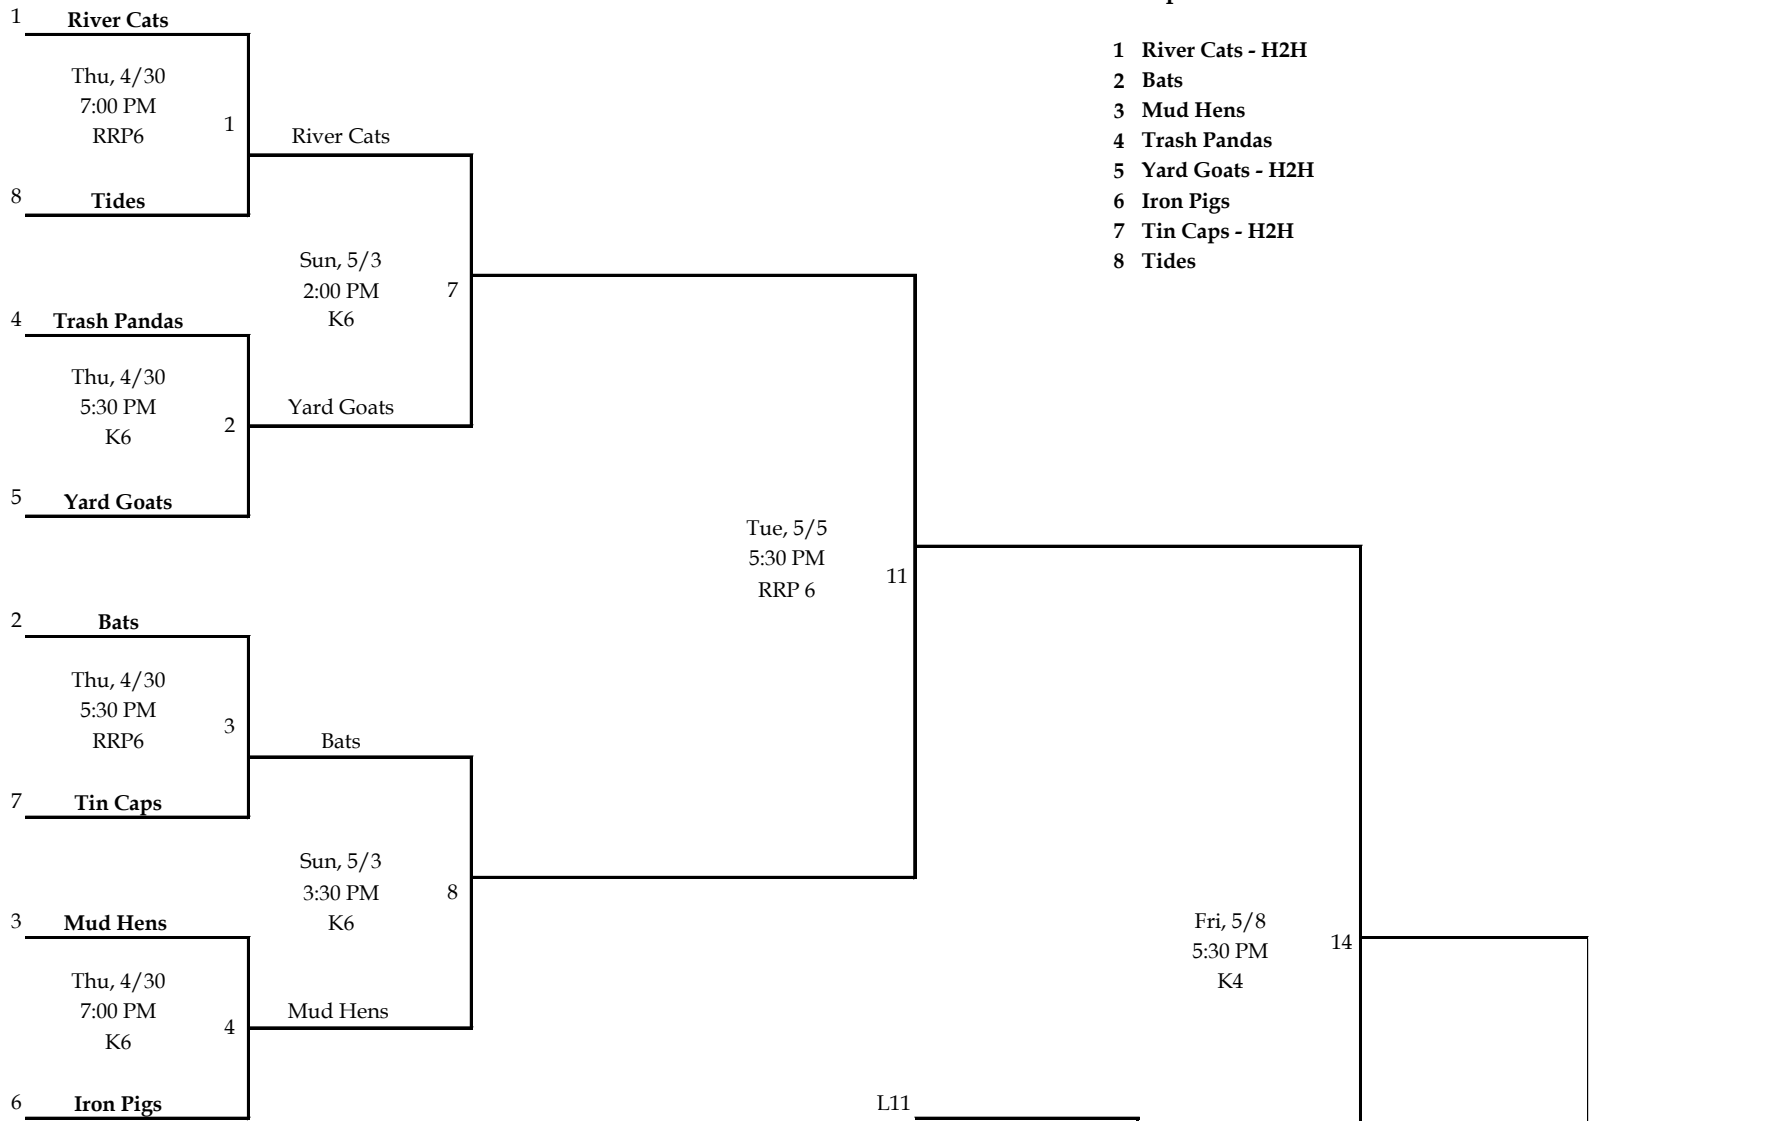 1 River Cats
Thu, 4/30
7:00 PM
RRP6
1
River Cats
8 Tides
Sun, 5/3
2:00 PM
K6
7
4 Trash Pandas
Thu, 4/30
5:30 PM
K6
2
Yard Goats
5 Yard Goats
Tue, 5/5
5:30 PM
RRP 6
11
2 Bats
Thu, 4/30
5:30 PM
RRP6
3
Bats
7 Tin Caps
Sun, 5/3
3:30 PM
K6
8
3 Mud Hens
Thu, 4/30
7:00 PM
K6
4
Mud Hens
6 Iron Pigs
Fri, 5/8
5:30 PM
K4
14
L11
1 River Cats - H2H
2 Bats
3 Mud Hens
4 Trash Pandas
5 Yard Goats - H2H
6 Iron Pigs
7 Tin Caps - H2H
8 Tides